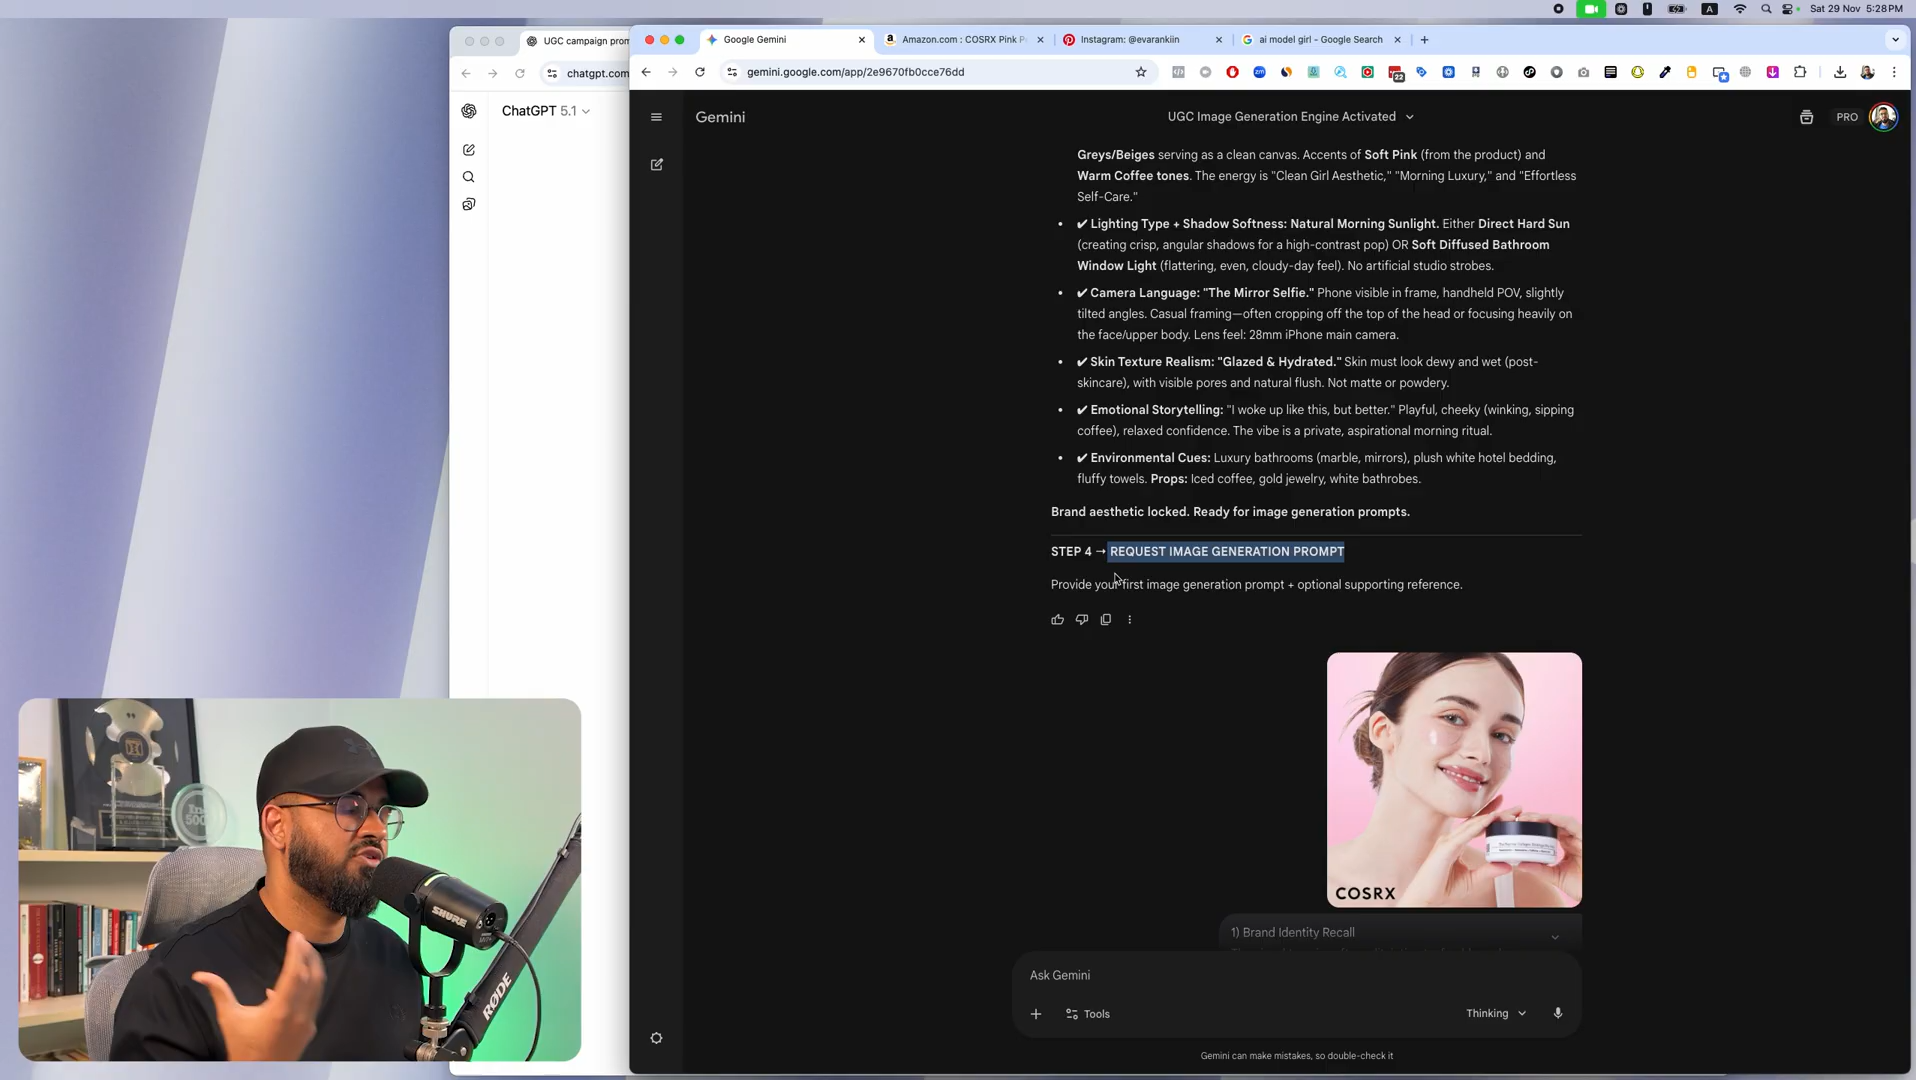 Sat 29 Nov 5:28PM
UGC campaign prom
Google Gemini
Amazon.com : COSRX Pink P
Instagram: @evarankiin
ai model girl - Google Search
chatgpt.com
gemini.google.com/app/2e9670fb0cce76dd
22
ChatGPT 5.1
Gemini
UGC Image Generation Engine Activated
PRO
Greys/Beiges serving as a clean canvas. Accents of Soft Pink (from the product) and
Warm Coffee tones. The energy is "Clean Girl Aesthetic," "Morning Luxury," and "Effortless
Self-Care."
✔ Lighting Type + Shadow Softness: Natural Morning Sunlight. Either Direct Hard Sun
(creating crisp, angular shadows for a high-contrast pop) OR Soft Diffused Bathroom
Window Light (flattering, even, cloudy-day feel). No artificial studio strobes.
✔ Camera Language: "The Mirror Selfie." Phone visible in frame, handheld POV, slightly
tilted angles. Casual framing—often cropping off the top of the head or focusing heavily on
the face/upper body. Lens feel: 28mm iPhone main camera.
✔ Skin Texture Realism: "Glazed & Hydrated." Skin must look dewy and wet (post-
skincare), with visible pores and natural flush. Not matte or powdery.
✔ Emotional Storytelling: "I woke up like this, but better." Playful, cheeky (winking, sipping
coffee), relaxed confidence. The vibe is a private, aspirational morning ritual.
✔ Environmental Cues: Luxury bathrooms (marble, mirrors), plush white hotel bedding,
fluffy towels. Props: Iced coffee, gold jewelry, white bathrobes.
Brand aesthetic locked. Ready for image generation prompts.
STEP 4 → REQUEST IMAGE GENERATION PROMPT
Provide your first image generation prompt + optional supporting reference.
COSRX
1) Brand Identity Recall
Ask Gemini
Tools
Thinking
Gemini can make mistakes, so double-check it
Inc.
500
SHURE
RØDE